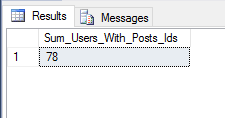 Results Messages
Sum_Users_With_Posts_Ids
1 78